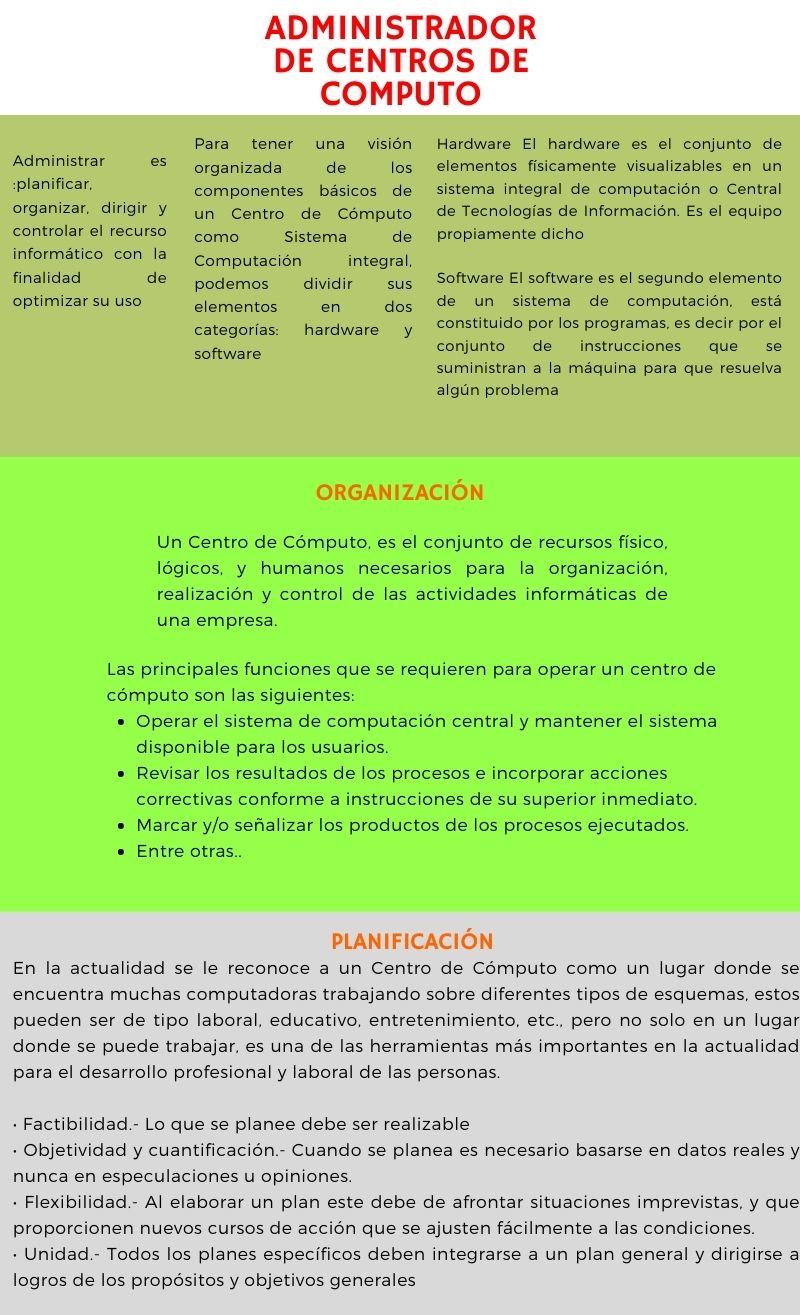 ADMINISTRADOR
DE CENTROS DE
COMPUTO
Administrar es
:planificar,
organizar, dirigir y
controlar el recurso
informático con la
finalidad de
optimizar su uso
Para tener una visión
organizada de los
componentes básicos de
un Centro de Cómputo
como Sistema de
Computación integral,
podemos dividir sus
elementos en dos
categorías: hardware y
software
Hardware El hardware es el conjunto de
elementos físicamente visualizables en un
sistema integral de computación o Central
de Tecnologías de Información. Es el equipo
propiamente dicho
Software El software es el segundo elemento
de un sistema de computación, está
constituido por los programas, es decir por el
conjunto de instrucciones que se
suministran a la máquina para que resuelva
algún problema
ORGANIZACIÓN
Un Centro de Cómputo, es el conjunto de recursos físico,
lógicos, y humanos necesarios para la organización,
realización y control de las actividades informáticas de
una empresa.
Las principales funciones que se requieren para operar un centro de
cómputo son las siguientes:
• Operar el sistema de computación central y mantener el sistema
disponible para los usuarios.
• Revisar los resultados de los procesos e incorporar acciones
correctivas conforme a instrucciones de su superior inmediato.
• Marcar y/o señalizar los productos de los procesos ejecutados.
• Entre otras..
PLANIFICACIÓN
En la actualidad se le reconoce a un Centro de Cómputo como un lugar donde se
encuentra muchas computadoras trabajando sobre diferentes tipos de esquemas, estos
pueden ser de tipo laboral, educativo, entretenimiento, etc., pero no solo en un lugar
donde se puede trabajar, es una de las herramientas más importantes en la actualidad
para el desarrollo profesional y laboral de las personas.
• Factibilidad.- Lo que se planee debe ser realizable
• Objetividad y cuantificación.- Cuando se planea es necesario basarse en datos reales y
nunca en especulaciones u opiniones.
• Flexibilidad.- Al elaborar un plan este debe de afrontar situaciones imprevistas, y que
proporcionen nuevos cursos de acción que se ajusten fácilmente a las condiciones.
• Unidad.- Todos los planes específicos deben integrarse a un plan general y dirigirse a
logros de los propósitos y objetivos generales